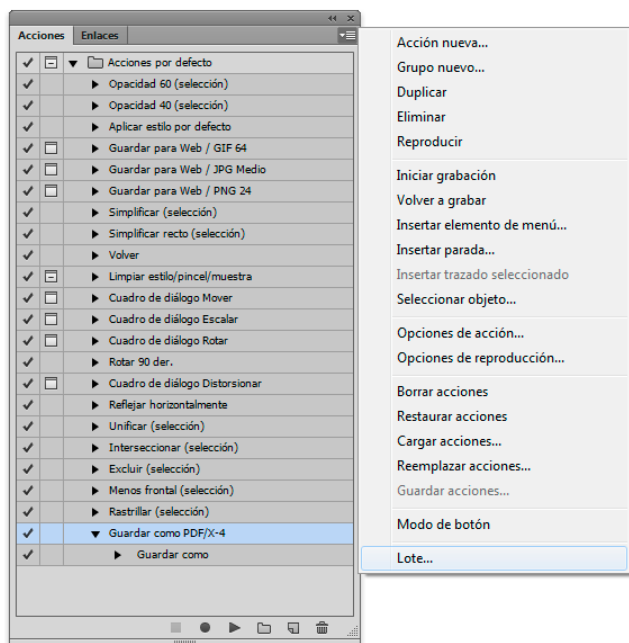 Acciones
Enlaces
Acciones por defecto
Opacidad 60 (selección)
Opacidad 40 (selección)
Aplicar estilo por defecto
Guardar para Web / GIF 64
Guardar para Web / JPG Medio
Guardar para Web / PNG 24
Simplificar (selección)
Simplificar recto (selección)
Volver
Limpiar estilo/pincel/muestra
Cuadro de diálogo Mover
Cuadro de diálogo Escalar
Cuadro de diálogo Rotar
Rotar 90 der.
Cuadro de diálogo Distorsionar
Reflejar horizontalmente
Unificar (selección)
Interseccionar (selección)
Excluir (selección)
Menos frontal (selección)
Rastrillar (selección)
Guardar como PDF/X-4
Guardar como
Acción nueva...
Grupo nuevo...
Duplicar
Eliminar
Reproducir
Iniciar grabación
Volver a grabar
Insertar elemento de menú...
Insertar parada...
Insertar trazado seleccionado
Seleccionar objeto...
Opciones de acción...
Opciones de reproducción...
Borrar acciones
Restaurar acciones
Cargar acciones...
Reemplazar acciones...
Guardar acciones...
Modo de botón
Lote...